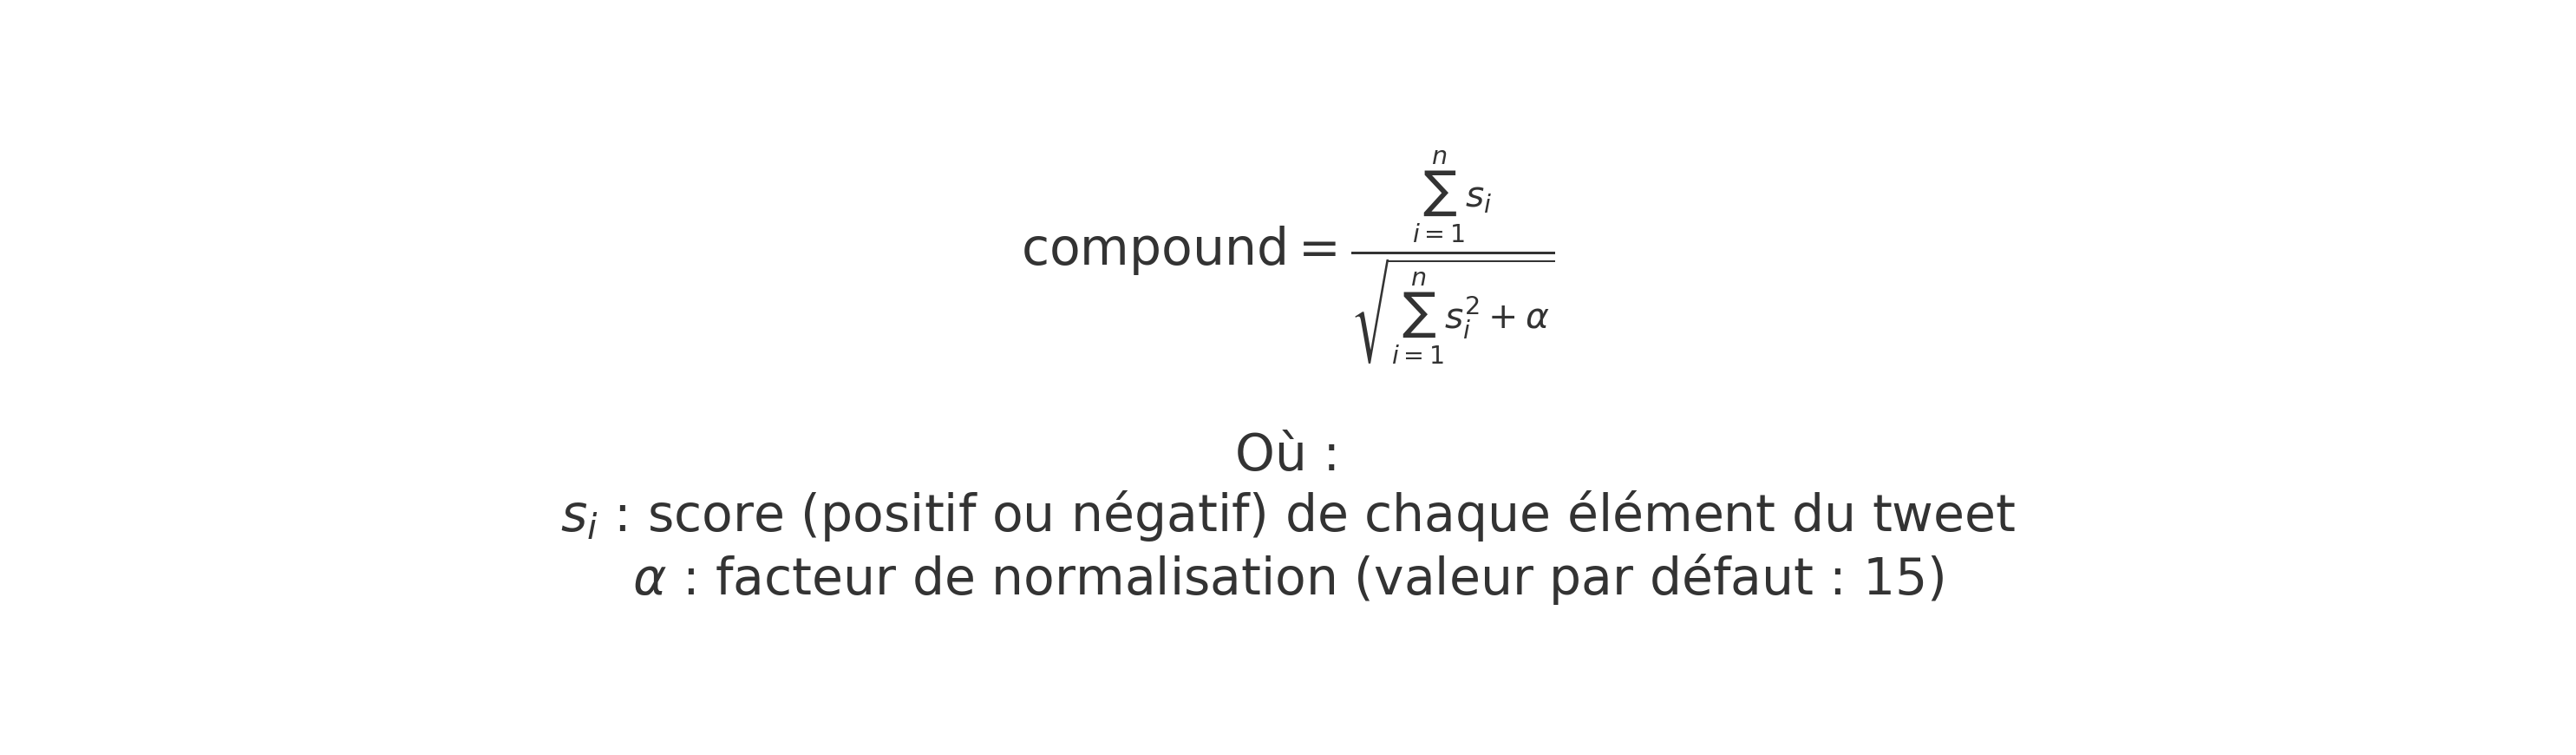 $\text{compound} = \frac{\sum_{i=1}^{n} s_i}{\sqrt{\sum_{i=1}^{n} s_i^2 + \alpha}}$
Où :
$s_i$ : score (positif ou négatif) de chaque élément du tweet
$\alpha$ : facteur de normalisation (valeur par défaut : 15)